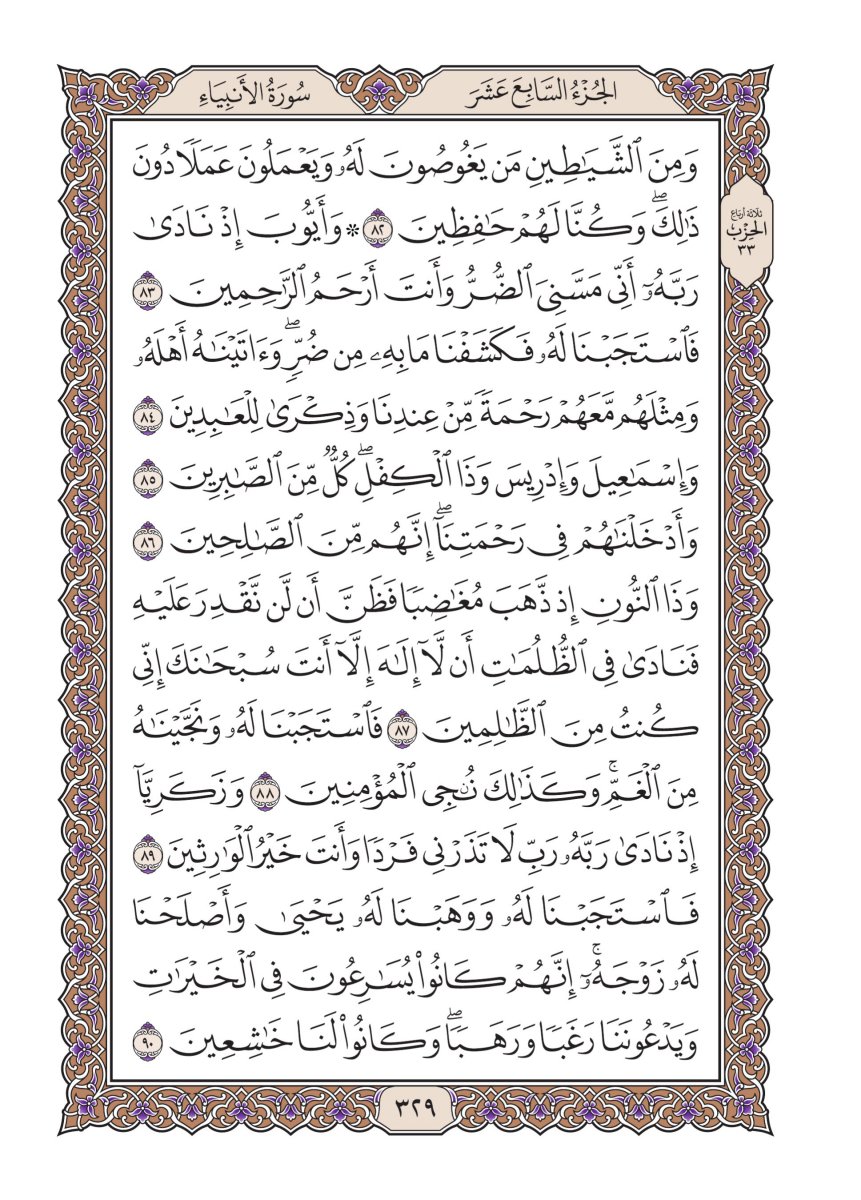 الجُزْءُ السَّابِعَ عَشَرَ
سُورَةُ الأَنبِيَاءِ
وَمِنَ ٱلشَّيَـٰطِينِ مَن يَغُوصُونَ لَهُۥ وَيَعۡمَلُونَ عَمَلٗا دُونَ
ذَٰلِكَۖ وَكُنَّا لَهُمۡ حَٰفِظِينَ ٨٢ ۞ وَأَيُّوبَ إِذۡ نَادَىٰ
رَبَّهُۥٓ أَنِّي مَسَّنِيَ ٱلضُّرُّ وَأَنتَ أَرۡحَمُ ٱلرَّٰحِمِينَ ٨٣
فَٱسۡتَجَبۡنَا لَهُۥ فَكَشَفۡنَا مَا بِهِۦ مِن ضُرّٖۖ وَءَاتَيۡنَٰهُ أَهۡلَهُۥ
وَمِثۡلَهُم مَّعَهُمۡ رَحۡمَةٗ مِّنۡ عِندِنَا وَذِكۡرَىٰ لِلۡعَٰبِدِينَ ٨٤
وَإِسۡمَٰعِيلَ وَإِدۡرِيسَ وَذَا ٱلۡكِفۡلِۖ كُلّٞ مِّنَ ٱلصَّٰبِرِينَ ٨٥
وَأَدۡخَلۡنَٰهُمۡ فِي رَحۡمَتِنَآۖ إِنَّهُم مِّنَ ٱلصَّٰلِحِينَ ٨٦
وَذَا ٱلنُّونِ إِذ ذَّهَبَ مُغَٰضِبٗا فَظَنَّ أَن لَّن نَّقۡدِرَ عَلَيۡهِ
فَنَادَىٰ فِي ٱلظُّلُمَٰتِ أَن لَّآ إِلَٰهَ إِلَّآ أَنتَ سُبۡحَٰنَكَ إِنِّي
كُنتُ مِنَ ٱلظَّٰلِمِينَ ٨٧ فَٱسۡتَجَبۡنَا لَهُۥ وَنَجَّيۡنَٰهُ
مِنَ ٱلۡغَمِّۚ وَكَذَٰلِكَ نُـۨجِي ٱلۡمُؤۡمِنِينَ ٨٨ وَزَكَرِيَّآ
إِذۡ نَادَىٰ رَبَّهُۥ رَبِّ لَا تَذَرۡنِي فَرۡدٗا وَأَنتَ خَيۡرُ ٱلۡوَٰرِثِينَ ٨٩
فَٱسۡتَجَبۡنَا لَهُۥ وَوَهَبۡنَا لَهُۥ يَحۡيَىٰ وَأَصۡلَحۡنَا
لَهُۥ زَوۡجَهُۥٓۚ إِنَّهُمۡ كَانُواْ يُسَٰرِعُونَ فِي ٱلۡخَيۡرَٰتِ
وَيَدۡعُونَنَا رَغَبٗا وَرَهَبٗاۖ وَكَانُواْ لَنَا خَٰشِعِينَ ٩٠
ثَلَاثَة أَربَاع
الحِزْب
٣٣
٣٢٩